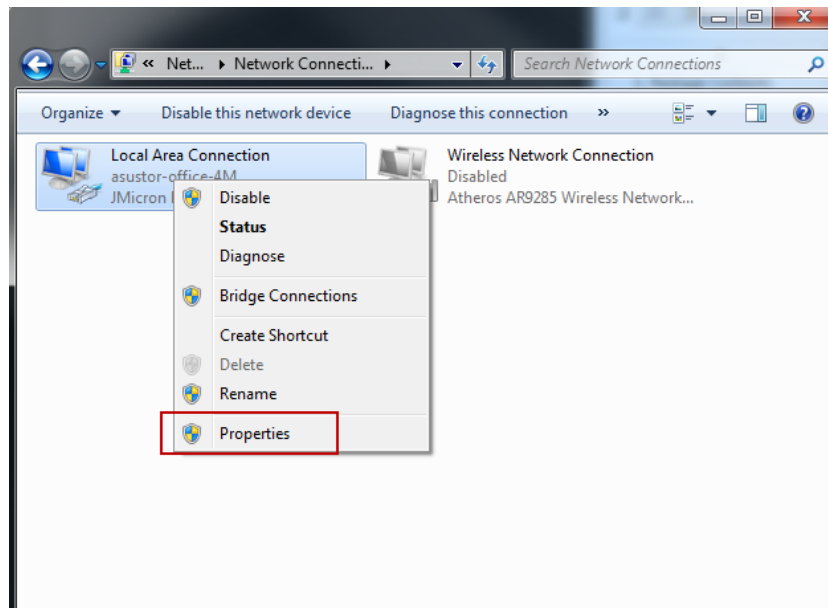 « Net... Network Connecti...
Search Network Connections
Organize Disable this network device Diagnose this connection »
Local Area Connection
asustor-office-4M
JMicron
Wireless Network Connection
Disabled
Atheros AR9285 Wireless Network...
Disable
Status
Diagnose
Bridge Connections
Create Shortcut
Delete
Rename
Properties